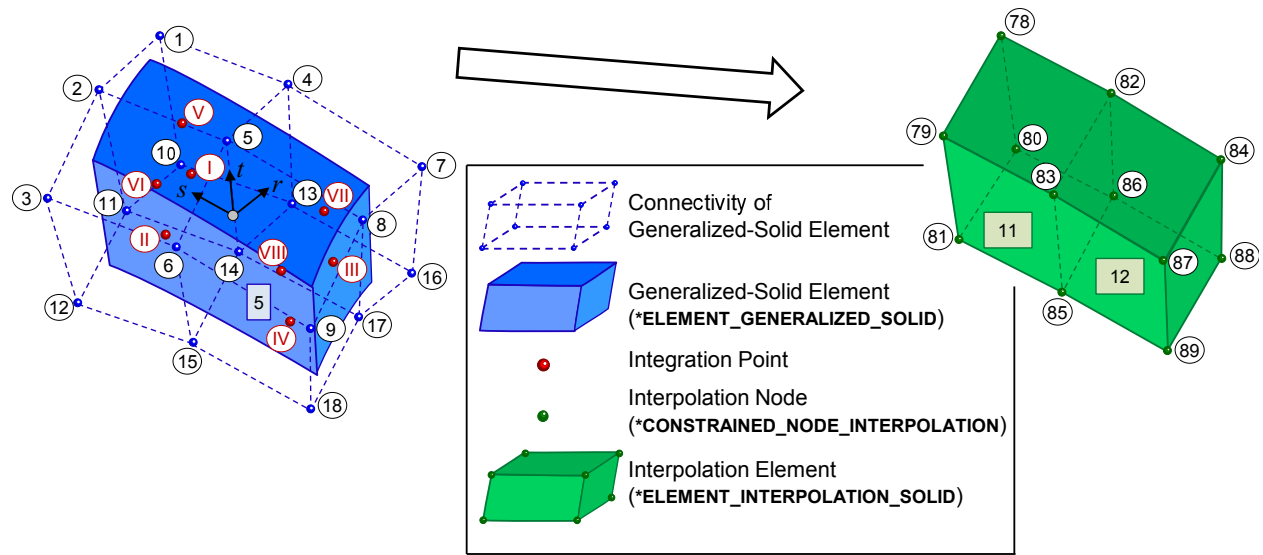 1
4
2
V
5
7
10
I
t
84
3
VI
s
r
13
VII
8
11
II
VIII
III
6
14
16
12
5
IV
9
17
15
18
Connectivity of
Generalized-Solid Element
Generalized-Solid Element
(*ELEMENT_GENERALIZED_SOLID)
Integration Point
Interpolation Node
(*CONSTRAINED_NODE_INTERPOLATION)
Interpolation Element
(*ELEMENT_INTERPOLATION_SOLID)
78
82
79
80
83
86
81
11
12
87
88
85
89